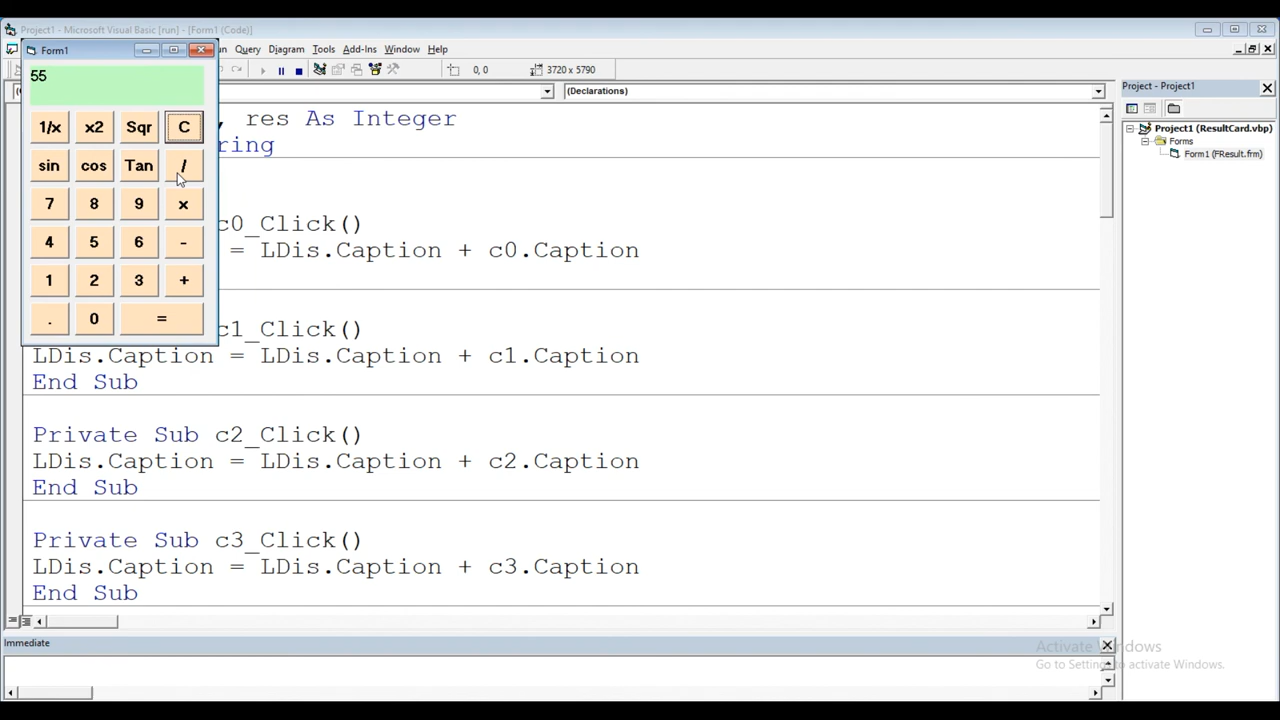 Project1 - Microsoft Visual Basic [run] - [Form1 (Code)]
Form1
Query Diagram Tools Add-Ins Window Help
0, 0
3720 x 5790
55
1/x x2 Sqr C
sin cos Tan /
7 8 9 x
4 5 6 -
1 2 3 +
. 0 =
(Declarations)
, res As Integer
ring
c0_Click()
= LDis.Caption + c0.Caption
c1_Click()
LDis.Caption = LDis.Caption + c1.Caption
End Sub
Private Sub c2_Click()
LDis.Caption = LDis.Caption + c2.Caption
End Sub
Private Sub c3_Click()
LDis.Caption = LDis.Caption + c3.Caption
End Sub
Immediate
Project - Project1
Project1 (ResultCard.vbp)
Forms
Form1 (FResult.frm)
Activate Windows
Go to Settings to activate Windows.